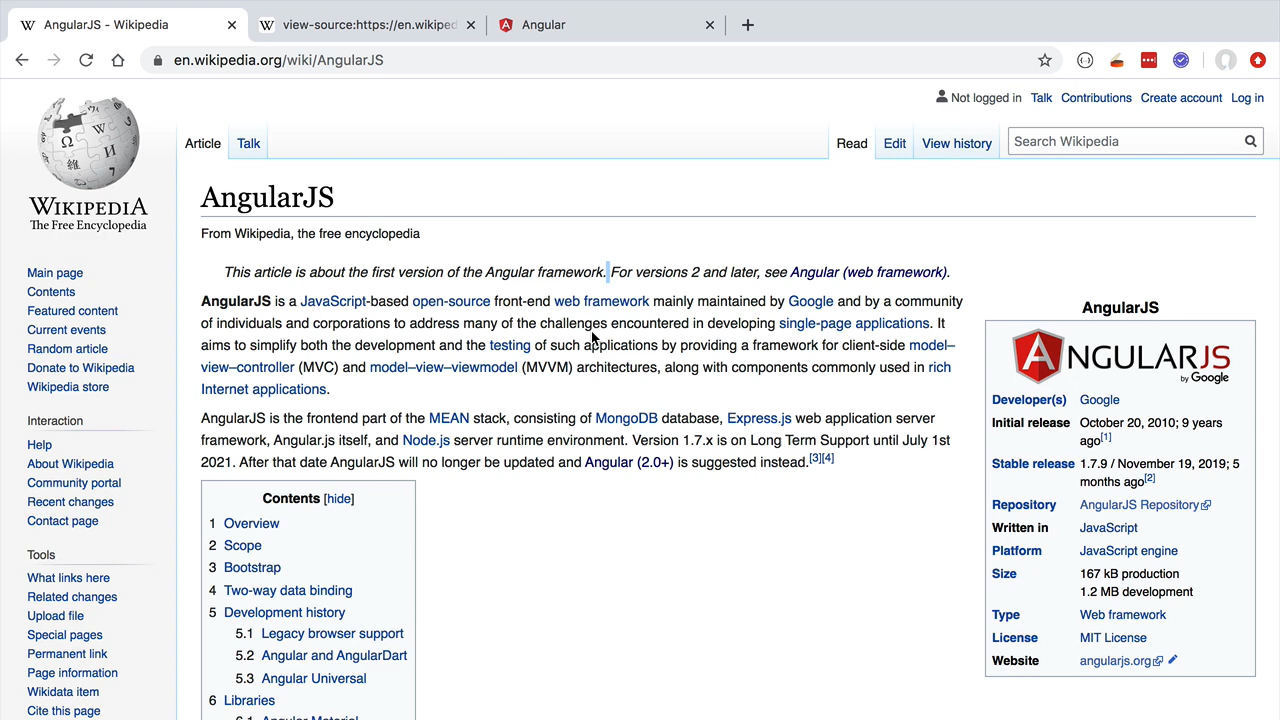 AngularJS - Wikipedia
view-source:https://en.wikiped
Angular
en.wikipedia.org/wiki/AngularJS
Not logged in Talk Contributions Create account Log in
Article Talk Read Edit View history Search Wikipedia
WIKIPEDIA
The Free Encyclopedia
Main page
Contents
Featured content
Current events
Random article
Donate to Wikipedia
Wikipedia store
Interaction
Help
About Wikipedia
Community portal
Recent changes
Contact page
Tools
What links here
Related changes
Upload file
Special pages
Permanent link
Page information
Wikidata item
Cite this page
AngularJS
From Wikipedia, the free encyclopedia
This article is about the first version of the Angular framework. For versions 2 and later, see Angular (web framework).
AngularJS is a JavaScript-based open-source front-end web framework mainly maintained by Google and by a community
of individuals and corporations to address many of the challenges encountered in developing single-page applications. It
aims to simplify both the development and the testing of such applications by providing a framework for client-side model–
view–controller (MVC) and model–view–viewmodel (MVVM) architectures, along with components commonly used in rich
Internet applications.
AngularJS is the frontend part of the MEAN stack, consisting of MongoDB database, Express.js web application server
framework, Angular.js itself, and Node.js server runtime environment. Version 1.7.x is on Long Term Support until July 1st
2021. After that date AngularJS will no longer be updated and Angular (2.0+) is suggested instead.[3][4]
Contents [hide]
1 Overview
2 Scope
3 Bootstrap
4 Two-way data binding
5 Development history
5.1 Legacy browser support
5.2 Angular and AngularDart
5.3 Angular Universal
6 Libraries
6.1 Angular Material
AngularJS
ANGULARJS
by Google
Developer(s) Google
Initial release October 20, 2010; 9 years
ago[1]
Stable release 1.7.9 / November 19, 2019; 5
months ago[2]
Repository AngularJS Repository
Written in JavaScript
Platform JavaScript engine
Size 167 kB production
1.2 MB development
Type Web framework
License MIT License
Website angularjs.org